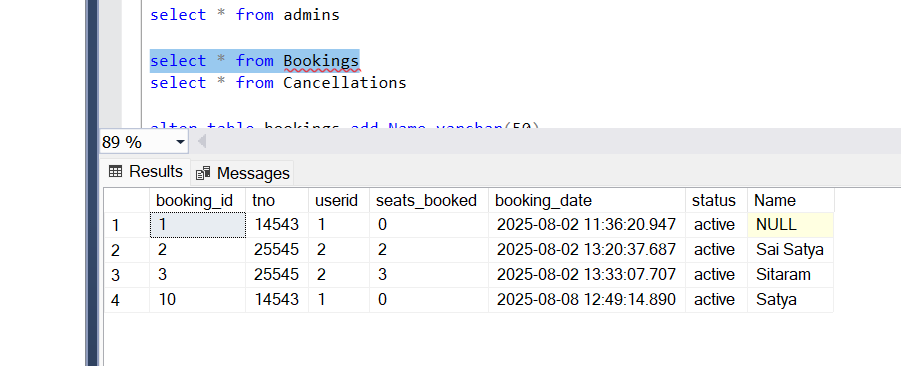 select * from admins
select * from Bookings
select * from Cancellations
alter table bookings add Name varchar(50)
89 %
Results Messages
booking_id tno userid seats_booked booking_date status Name
1 1 14543 1 0 2025-08-02 11:36:20.947 active NULL
2 2 25545 2 2 2025-08-02 13:20:37.687 active Sai Satya
3 3 25545 2 3 2025-08-02 13:33:07.707 active Sitaram
4 10 14543 1 0 2025-08-08 12:49:14.890 active Satya